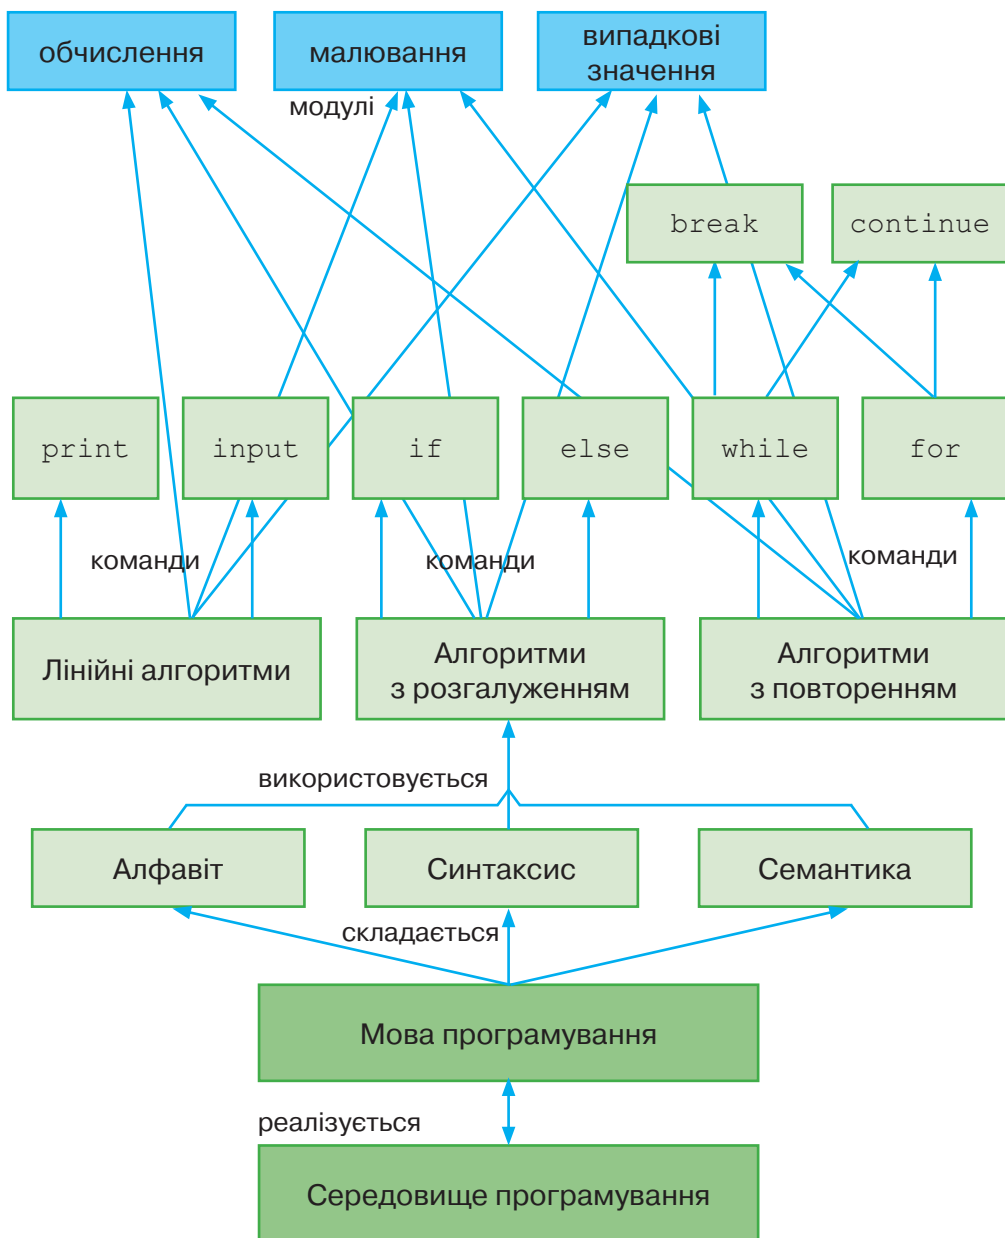 обчислення
малювання
випадкові
значення
модулі
break
continue
print
input
if
else
while
for
команди
команди
команди
Лінійні алгоритми
Алгоритми
з розгалуженням
Алгоритми
з повторенням
використовується
Алфавіт
Синтаксис
Семантика
складається
Мова програмування
реалізується
Середовище програмування